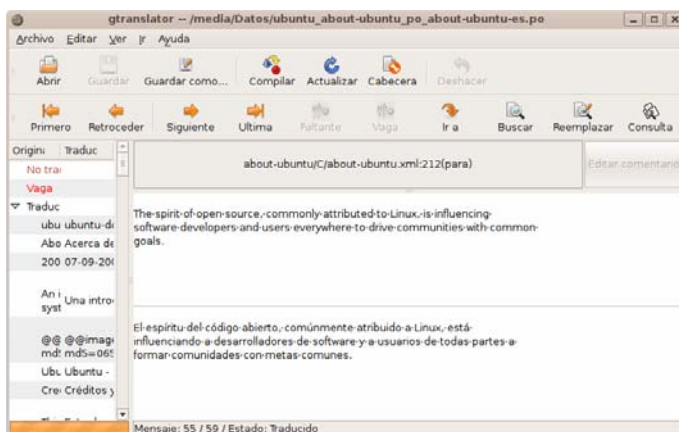 gtranslator -- /media/Datos/ubuntu_about-ubuntu_po_about-ubuntu-es.po
Archivo Editar Ver Ir Ayuda
Abrir Guardar Guardar como... Compilar Actualizar Cabecera Deshacer
Primero Retroceder Siguiente Última Faltante Vaga Ir a Buscar Reemplazar Consulta
Origin Traduc
about-ubuntu/C/about-ubuntu.xml:212(para)
Editar comentario
No tra
Vaga
Traduc
ubu ubuntu-d
Abo Acerca de
200 07-09-200
An i
syst Una intro
@@ @@imag
md! md5=065
Ubu Ubuntu -
Cre Créditos y
The·spirit·of·open·source,·commonly·attributed·to·Linux,·is·influencing·
software·developers·and·users·everywhere·to·drive·communities·with·common·
goals.
El·espíritu·del·código·abierto,·comúnmente·atribuido·a·Linux,·está·
influenciando·a·desarrolladores·de·software·y·a·usuarios·de·todas·partes·a·
formar·comunidades·con·metas·comunes.
Mensaje: 55 / 59 / Estado: Traducido